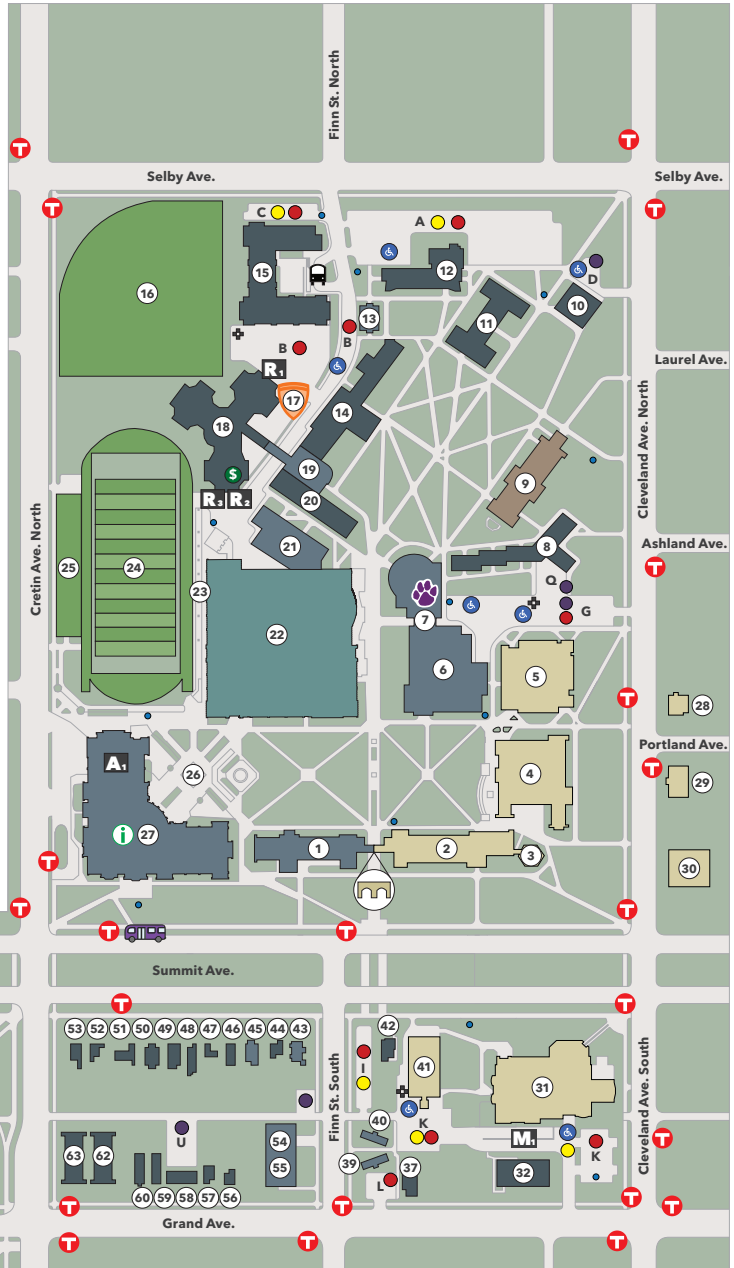 Finn St. North
Selby Ave.
Selby Ave.
T
T
T
T
C
A
16
15
12
D
10
13
11
B
B
R1
17
Laurel Ave.
14
18
Cleveland Ave. North
19
$
9
R3 R2
20
Cretin Ave. North
21
8
Ashland Ave.
T
25
24
23
Q
G
7
22
6
5
T
28
Portland Ave.
A1
26
4
T
29
i
27
1
2
3
T
30
T
T
T
T
Summit Ave.
T
T
53 52 51 50 49 48 47 46 45 44 43
42
I
41
31
Finn St. South
Cleveland Ave. South
40
K
U
54
M1
K
T
63
62
55
39
37
32
L
60 59 58 57 56
T
T
T
T
Grand Ave.
T
T
T